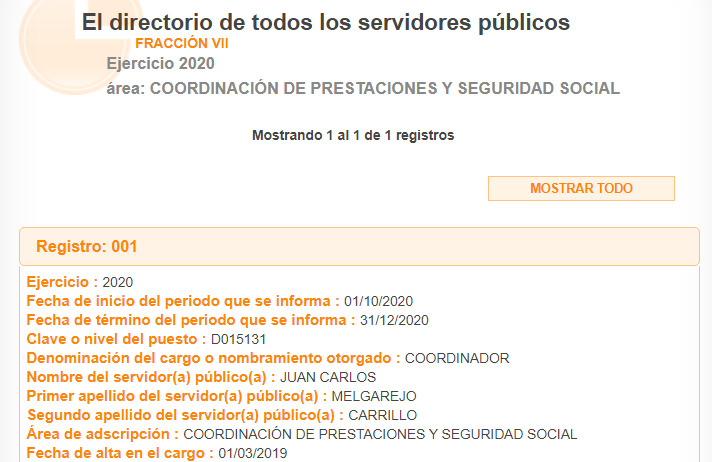 El directorio de todos los servidores públicos
FRACCIÓN VII
Ejercicio 2020
área: COORDINACIÓN DE PRESTACIONES Y SEGURIDAD SOCIAL
Mostrando 1 al 1 de 1 registros
MOSTRAR TODO
Registro: 001
Ejercicio : 2020
Fecha de inicio del periodo que se informa : 01/10/2020
Fecha de término del periodo que se informa : 31/12/2020
Clave o nivel del puesto : D015131
Denominación del cargo o nombramiento otorgado : COORDINADOR
Nombre del servidor(a) público(a) : JUAN CARLOS
Primer apellido del servidor(a) público(a) : MELGAREJO
Segundo apellido del servidor(a) público(a) : CARRILLO
Área de adscripción : COORDINACIÓN DE PRESTACIONES Y SEGURIDAD SOCIAL
Fecha de alta en el cargo : 01/03/2019